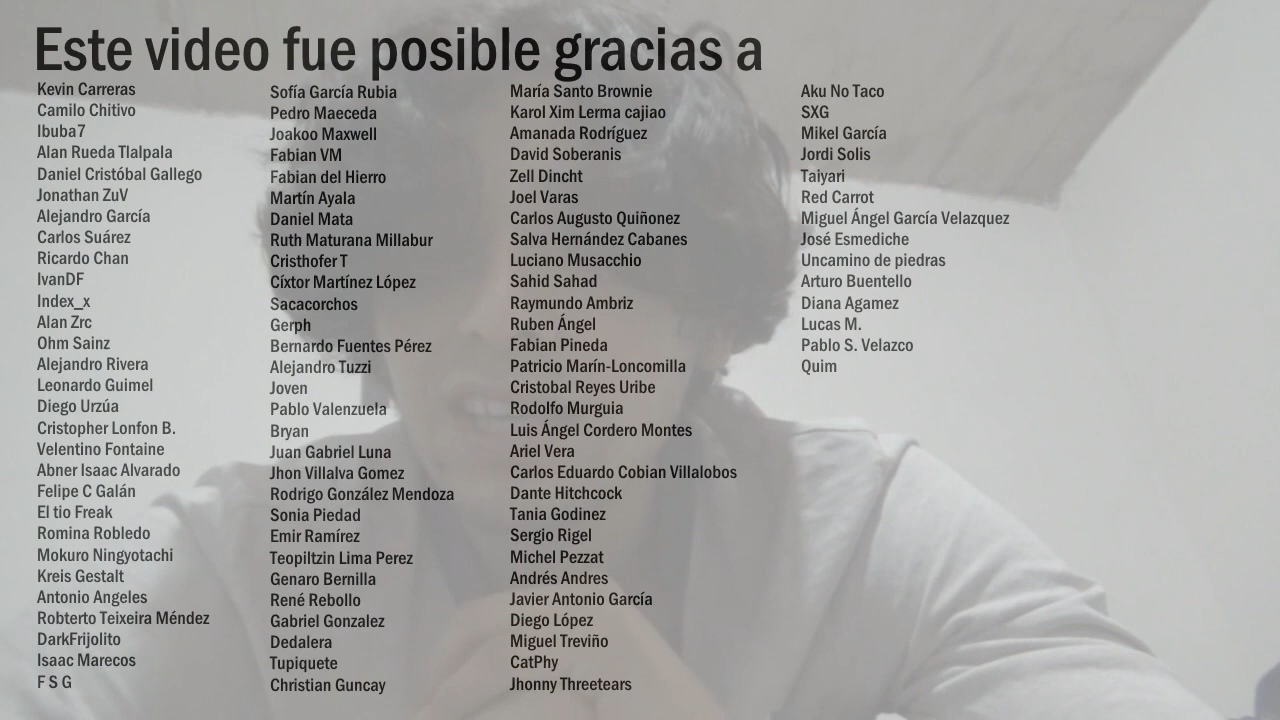 Este video fue posible gracias a
Kevin Carreras
Camilo Chitivo
Ibuba7
Alan Rueda Tlalpala
Daniel Cristóbal Gallego
Jonathan ZuV
Alejandro García
Carlos Suárez
Ricardo Chan
IvanDF
Index_x
Alan Zrc
Ohm Sainz
Alejandro Rivera
Leonardo Guimel
Diego Urzúa
Cristopher Lonfon B.
Velentino Fontaine
Abner Isaac Alvarado
Felipe C Galán
El tio Freak
Romina Robledo
Mokuro Ningyotachi
Kreis Gestalt
Antonio Angeles
Robterto Teixeira Méndez
DarkFrijolito
Isaac Marecos
F S G
Sofía García Rubia
Pedro Maeceda
Joakoo Maxwell
Fabian VM
Fabian del Hierro
Martín Ayala
Daniel Mata
Ruth Maturana Millabur
Cristhofer T
Cíxtor Martínez López
Sacacorchos
Gerph
Bernardo Fuentes Pérez
Alejandro Tuzzi
Joven
Pablo Valenzuela
Bryan
Juan Gabriel Luna
Jhon Villalva Gomez
Rodrigo González Mendoza
Sonia Piedad
Emir Ramírez
Teopiltzin Lima Perez
Genaro Bernilla
René Rebollo
Gabriel Gonzalez
Dedalera
Tupiquete
Christian Guncay
María Santo Brownie
Karol Xim Lerma cajiao
Amanada Rodríguez
David Soberanis
Zell Dincht
Joel Varas
Carlos Augusto Quiñonez
Salva Hernández Cabanes
Luciano Musacchio
Sahid Sahad
Raymundo Ambriz
Ruben Ángel
Fabian Pineda
Patricio Marín-Loncomilla
Cristobal Reyes Uribe
Rodolfo Murguia
Luis Ángel Cordero Montes
Ariel Vera
Carlos Eduardo Cobian Villalobos
Dante Hitchcock
Tania Godinez
Sergio Rigel
Michel Pezzat
Andrés Andres
Javier Antonio García
Diego López
Miguel Treviño
CatPhy
Jhonny Threetears
Aku No Taco
SXG
Mikel García
Jordi Solis
Taiyari
Red Carrot
Miguel Ángel García Velazquez
José Esmediche
Uncamino de piedras
Arturo Buentello
Diana Agamez
Lucas M.
Pablo S. Velazco
Quim